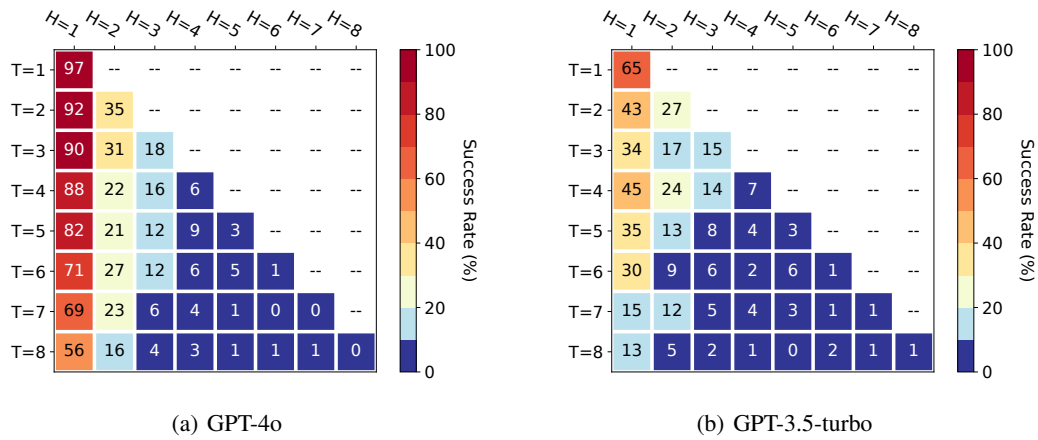 H=1 H=2 H=3 H=4 H=5 H=6 H=7 H=8
T=1 97 -- -- -- -- -- -- --
T=2 92 35 -- -- -- -- -- --
T=3 90 31 18 -- -- -- -- --
T=4 88 22 16 6 -- -- -- --
T=5 82 21 12 9 3 -- -- --
T=6 71 27 12 6 5 1 -- --
T=7 69 23 6 4 1 0 0 --
T=8 56 16 4 3 1 1 1 0
100
80
60
40
20
0
Success Rate (%)
(a) GPT-4o
H=1 H=2 H=3 H=4 H=5 H=6 H=7 H=8
T=1 65 -- -- -- -- -- -- --
T=2 43 27 -- -- -- -- -- --
T=3 34 17 15 -- -- -- -- --
T=4 45 24 14 7 -- -- -- --
T=5 35 13 8 4 3 -- -- --
T=6 30 9 6 2 6 1 -- --
T=7 15 12 5 4 3 1 1 --
T=8 13 5 2 1 0 2 1 1
100
80
60
40
20
0
Success Rate (%)
(b) GPT-3.5-turbo